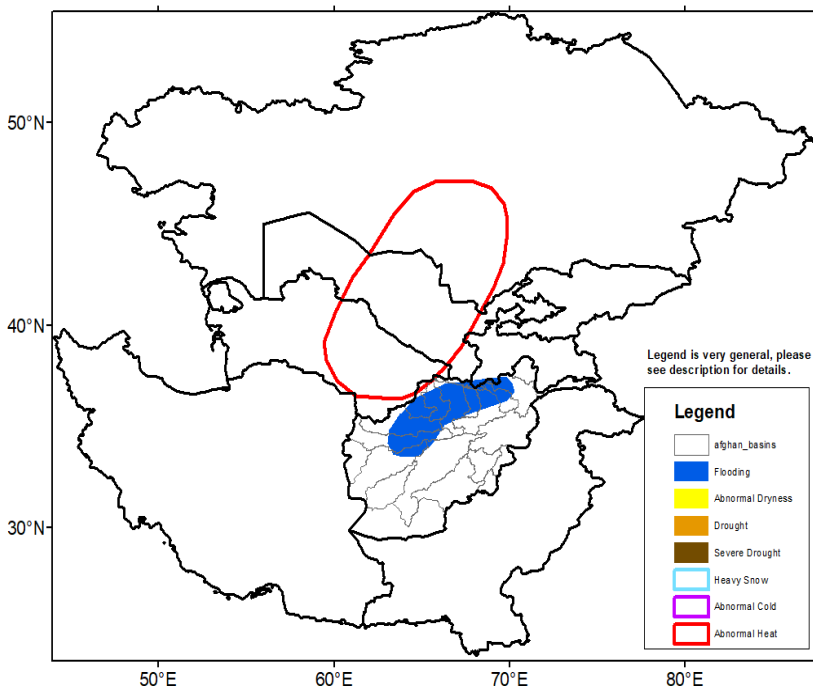 50°N
40°N
30°N
50°E
60°E
70°E
80°E
Legend is very general, please
see description for details.
Legend
afghan_basins
Flooding
Abnormal Dryness
Drought
Severe Drought
Heavy Snow
Abnormal Cold
Abnormal Heat